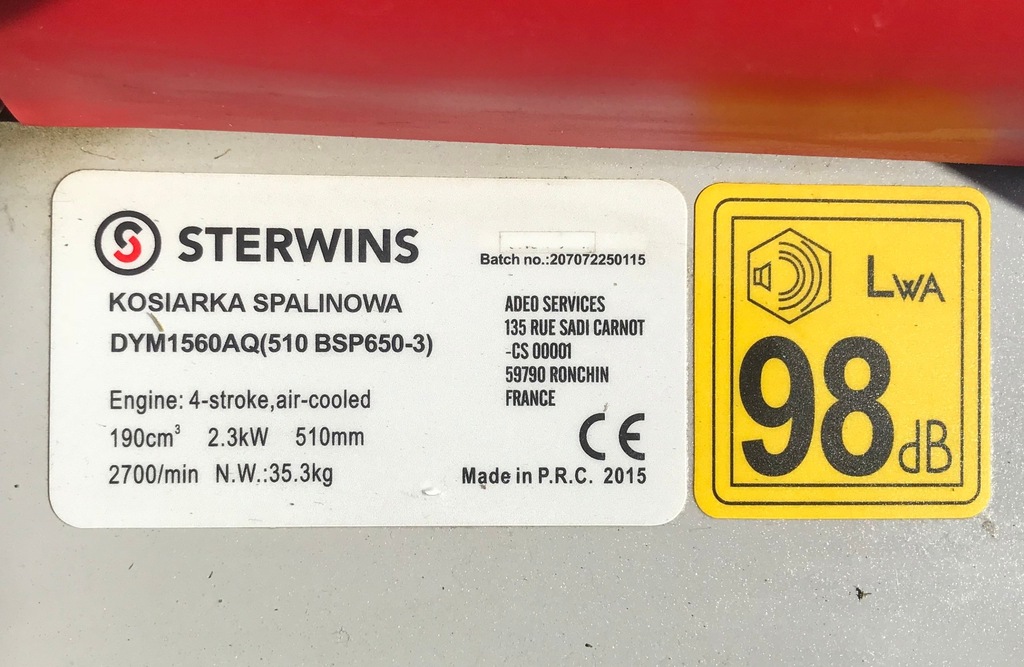 STERWINS
KOSIARKA SPALINOWA
DYM1560AQ(510 BSP650-3)
Engine: 4-stroke,air-cooled
190cm³ 2.3kW 510mm
2700/min N.W.:35.3kg
Batch no.:207072250115
ADEO SERVICES
135 RUE SADI CARNOT
-CS 00001
59790 RONCHIN
FRANCE
CE
Made in P.R.C. 2015
LWA
98 dB